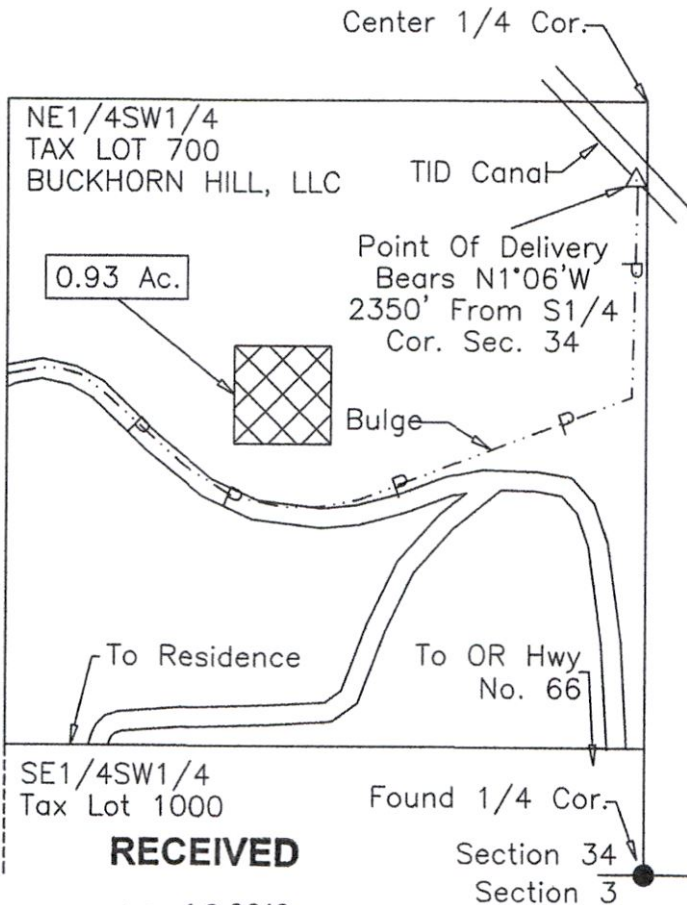 Center 1/4 Cor.
NE1/4SW1/4
TAX LOT 700
BUCKHORN HILL, LLC
TID Canal
Point Of Delivery
Bears N1°06'W
2350' From S1/4
Cor. Sec. 34
0.93 Ac.
P
Bulge
P
P
P
P
To Residence
To OR Hwy
No. 66
SE1/4SW1/4
Tax Lot 1000
Found 1/4 Cor.
RECEIVED
Section 34
Section 3